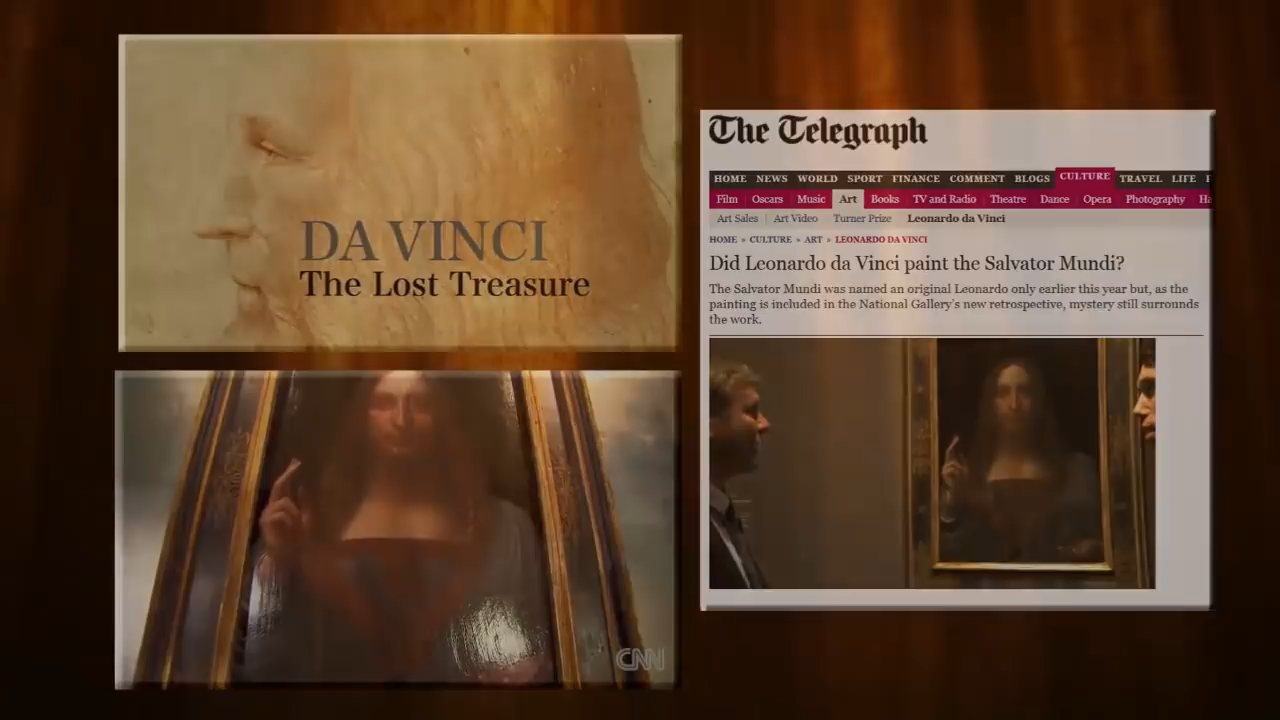 DA VINCI
The Lost Treasure
CNN
The Telegraph
HOME NEWS WORLD SPORT FINANCE COMMENT BLOGS CULTURE TRAVEL LIFE
Film Oscars Music Art Books TV and Radio Theatre Dance Opera Photography
Art Sales Art Video Turner Prize Leonardo da Vinci
HOME » CULTURE » ART » LEONARDO DA VINCI
Did Leonardo da Vinci paint the Salvator Mundi?
The Salvator Mundi was named an original Leonardo only earlier this year but, as the
painting is included in the National Gallery's new retrospective, mystery still surrounds
the work.